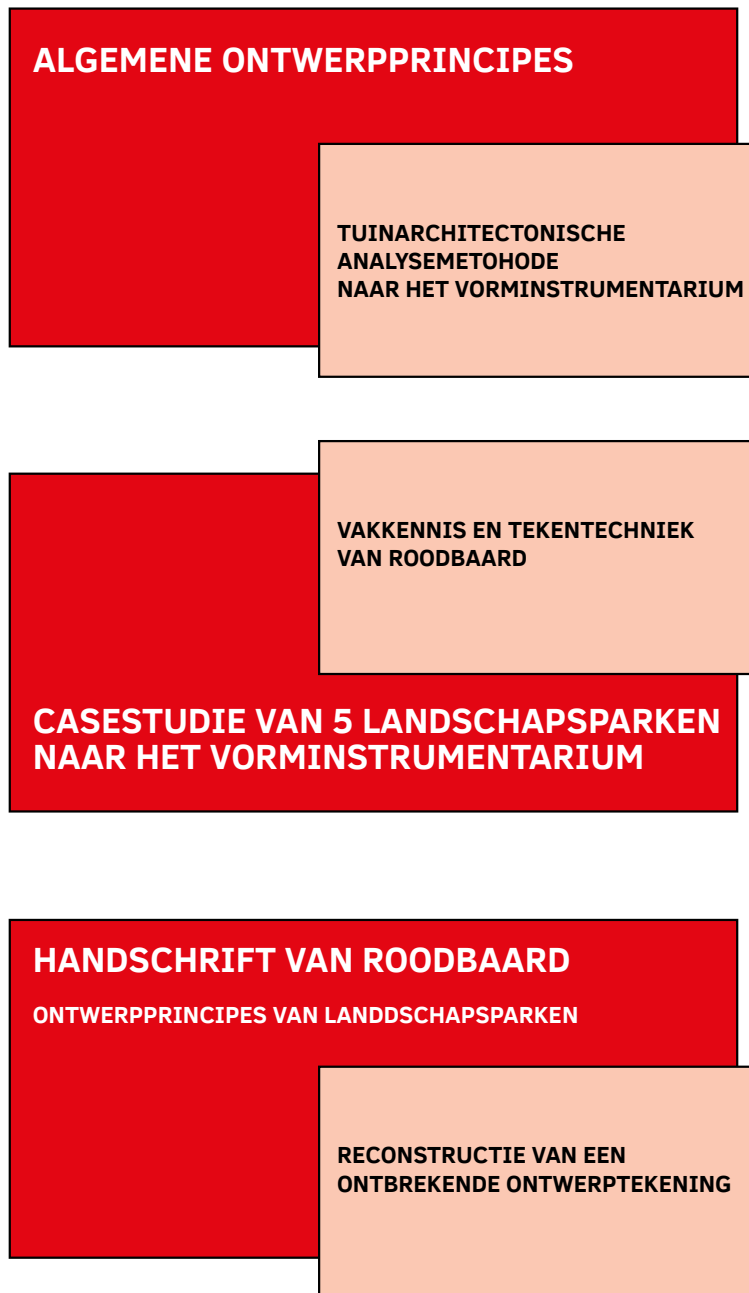 ALGEMENE ONTWERPPRINCIPES
TUINARCHITECTONISCHE
ANALYSEMETOHODE
NAAR HET VORMINSTRUMENTARIUM
VAKKENNIS EN TEKENTECHNIEK
VAN ROODBAARD
CASESTUDIE VAN 5 LANDSCHAPSPARKEN
NAAR HET VORMINSTRUMENTARIUM
HANDSCHRIFT VAN ROODBAARD
ONTWERPPRINCIPES VAN LANDDSCHAPSPARKEN
RECONSTRUCTIE VAN EEN
ONTBREKENDE ONTWERPTEKENING